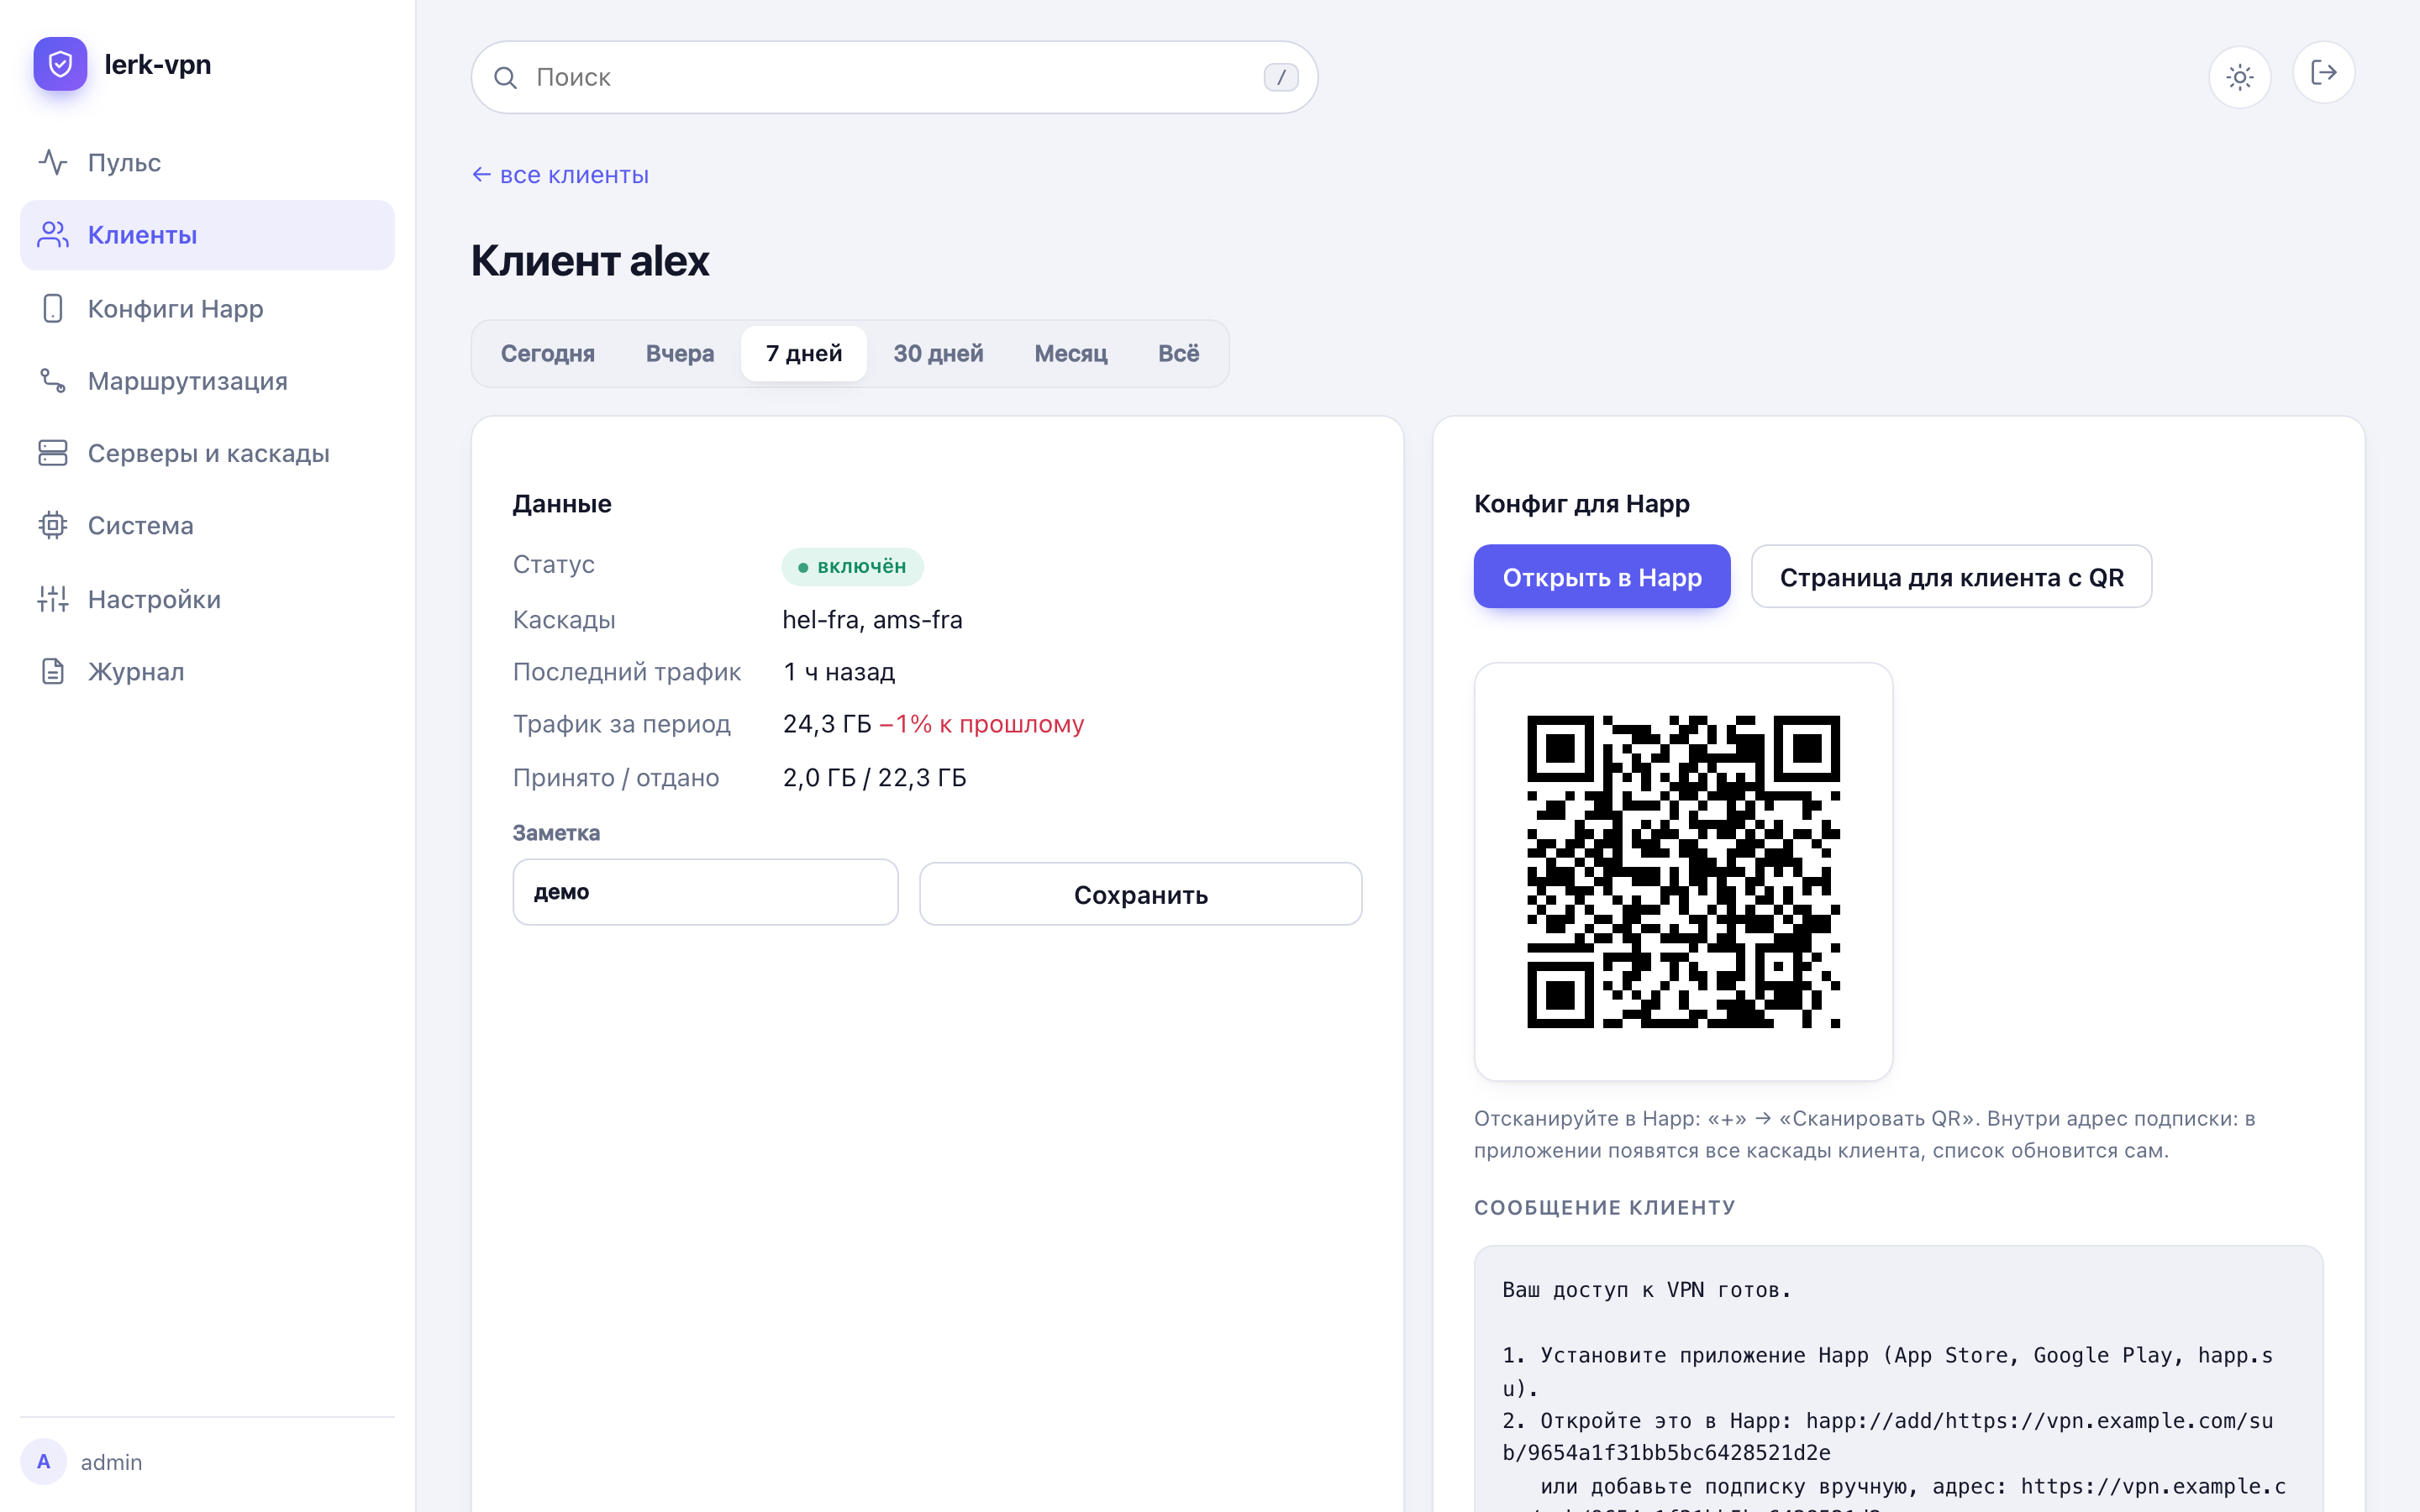 lerk-vpn
Поиск
/
Пульс
Клиенты
Конфиги Happ
Маршрутизация
Серверы и каскады
Система
Настройки
Журнал
A admin
← все клиенты
Клиент alex
Сегодня Вчера 7 дней 30 дней Месяц Всё
Данные
Статус включён
Каскады hel-fra, ams-fra
Последний трафик 1 ч назад
Трафик за период 24,3 ГБ −1% к прошлому
Принято / отдано 2,0 ГБ / 22,3 ГБ
Заметка
демо
Сохранить
Конфиг для Happ
Открыть в Happ
Страница для клиента с QR
Отсканируйте в Happ: «+» → «Сканировать QR». Внутри адрес подписки: в
приложении появятся все каскады клиента, список обновится сам.
СООБЩЕНИЕ КЛИЕНТУ
Ваш доступ к VPN готов.
1. Установите приложение Happ (App Store, Google Play, happ.s
u).
2. Откройте это в Happ: happ://add/https://vpn.example.com/su
b/9654a1f31bb5bc6428521d2e
или добавьте подписку вручную, адрес: https://vpn.example.c